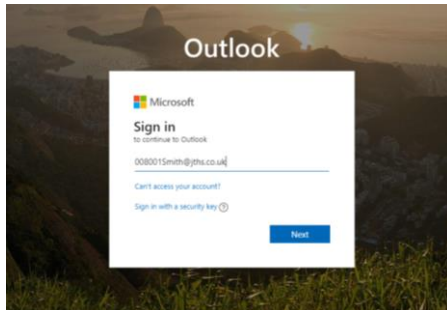 Outlook
Microsoft
Sign in
to continue to Outlook
008001Smith@jths.co.uk
Can't access your account?
Sign in with a security key ?
Next